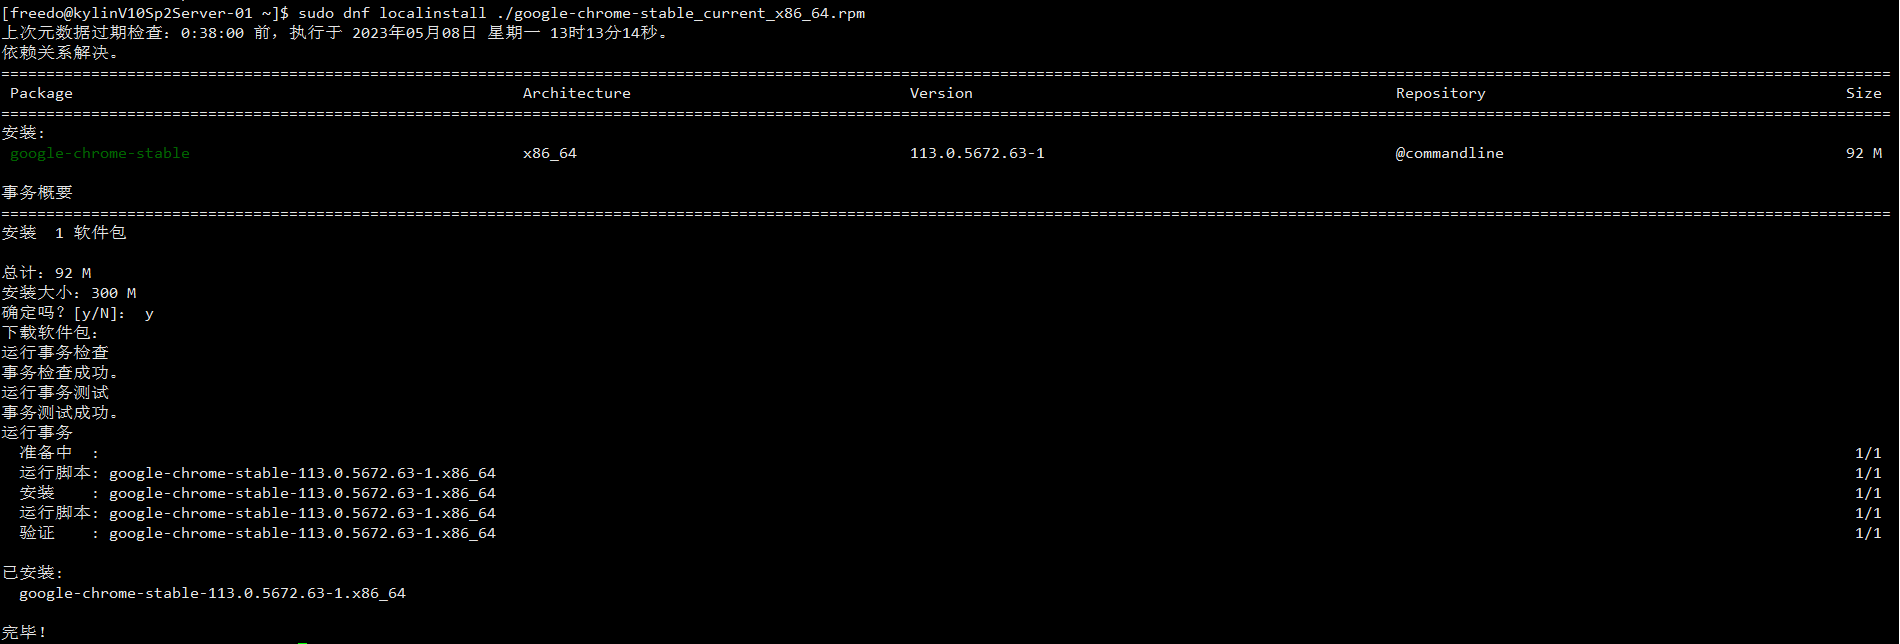 [freedo@kylinV10Sp2Server-01 ~]$ sudo dnf localinstall ./google-chrome-stable_current_x86_64.rpm
上次元数据过期检查：0:38:00 前，执行于 2023年05月08日 星期一 13时13分14秒。
依赖关系解决。
Package Architecture Version Repository Size
安装:
google-chrome-stable x86_64 113.0.5672.63-1 @commandline 92 M
事务概要
安装  1 软件包
总计：92 M
安装大小：300 M
确定吗？[y/N]： y
下载软件包：
运行事务检查
事务检查成功。
运行事务测试
事务测试成功。
运行事务
准备中  : 1/1
运行脚本: google-chrome-stable-113.0.5672.63-1.x86_64 1/1
安装    : google-chrome-stable-113.0.5672.63-1.x86_64 1/1
运行脚本: google-chrome-stable-113.0.5672.63-1.x86_64 1/1
验证    : google-chrome-stable-113.0.5672.63-1.x86_64 1/1
已安装:
google-chrome-stable-113.0.5672.63-1.x86_64
完毕！